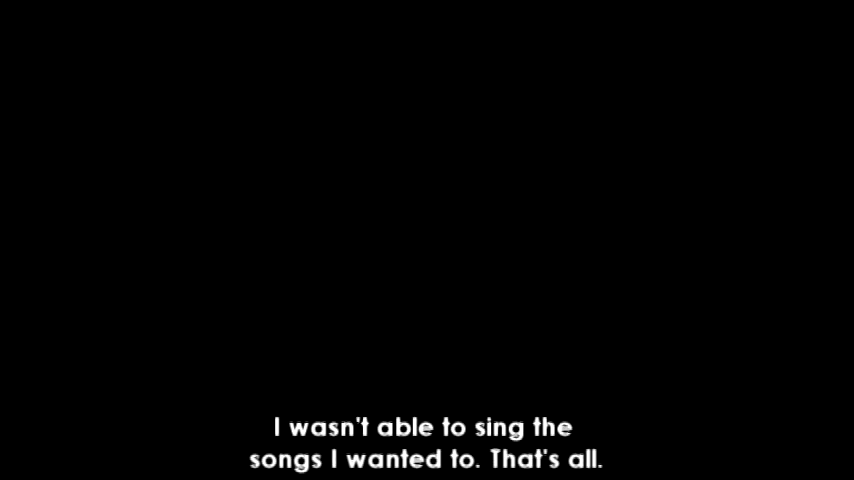 I wasn't able to sing the
songs I wanted to. That's all.